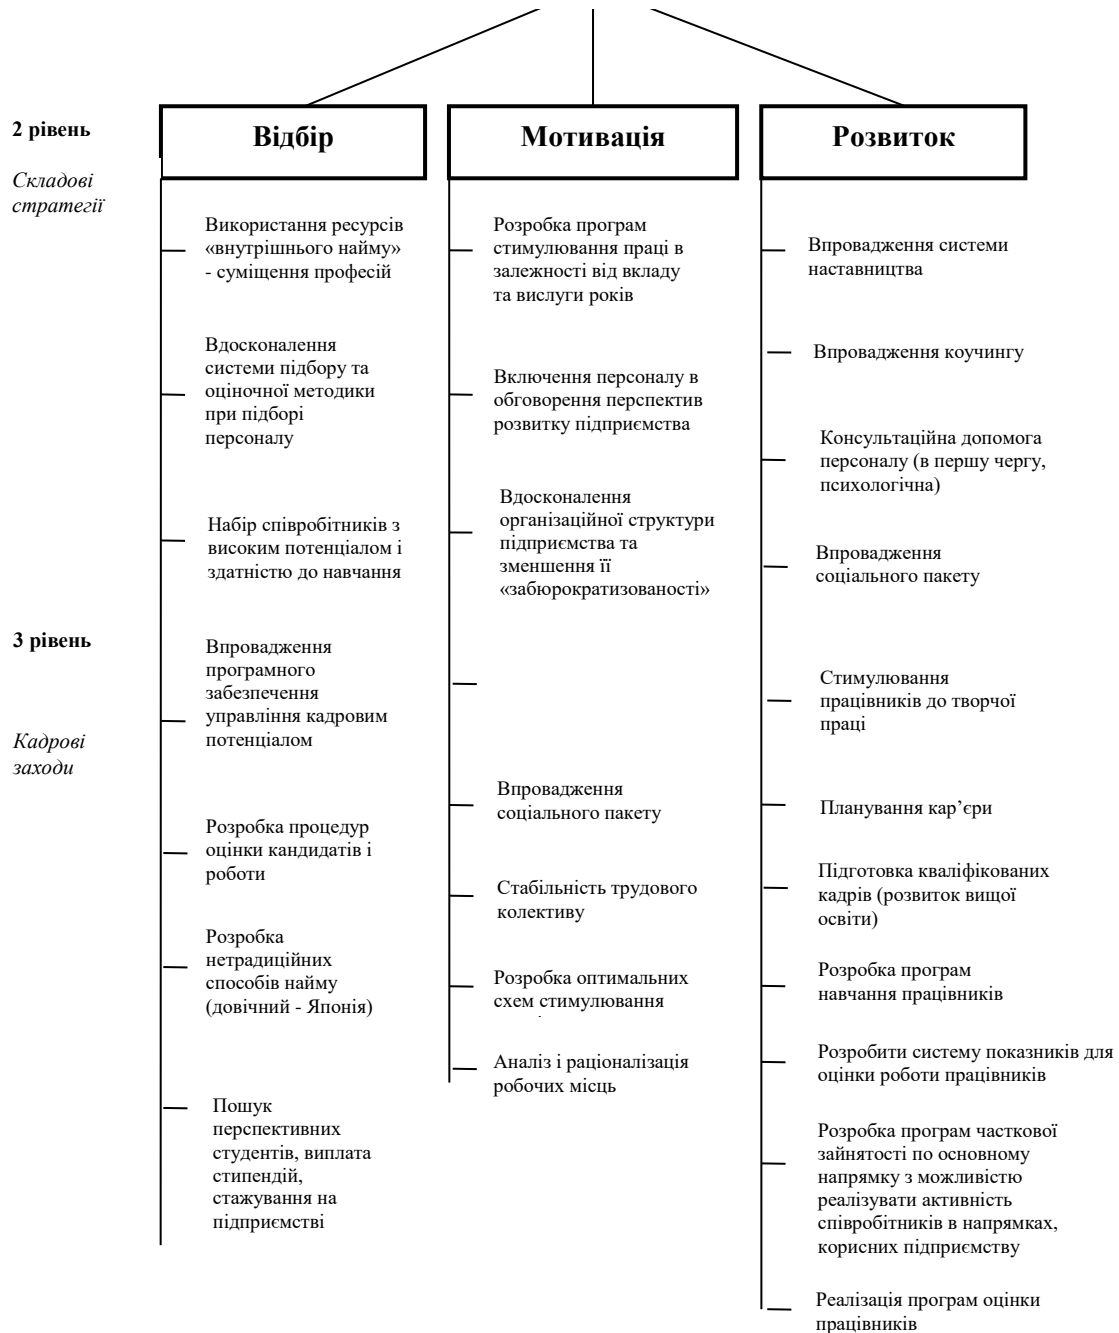 2 рівень
Складові
стратегії
3 рівень
Кадрові
заходи
Відбір
Використання ресурсів
«внутрішнього найму»
- суміщення професій
Вдосконалення
системи підбору та
оціночної методики
при підборі
персоналу
Набір співробітників з
високим потенціалом і
здатністю до навчання
Впровадження
програмного
забезпечення
управління кадровим
потенціалом
Розробка процедур
оцінки кандидатів і
роботи
Розробка
нетрадиційних
способів найму
(довічний - Японія)
Пошук
перспективних
студентів, виплата
стипендій,
стажування на
підприємстві
Мотивація
Розробка програм
стимулювання праці в
залежності від вкладу
та вислуги років
Включення персоналу в
обговорення перспектив
розвитку підприємства
Вдосконалення
організаційної структури
підприємства та
зменшення її
«забюрократизованості»
Впровадження
соціального пакету
Стабільність трудового
колективу
Розробка оптимальних
схем стимулювання
Аналіз і раціоналізація
робочих місць
Розвиток
Впровадження системи
наставництва
Впровадження коучингу
Консультаційна допомога
персоналу (в першу чергу,
психологічна)
Впровадження
соціального пакету
Стимулювання
працівників до творчої
праці
Планування кар’єри
Підготовка кваліфікованих
кадрів (розвиток вищої
освіти)
Розробка програм
навчання працівників
Розробити систему показників для
оцінки роботи працівників
Розробка програм часткової
зайнятості по основному
напрямку з можливістю
реалізувати активність
співробітників в напрямках,
корисних підприємству
Реалізація програм оцінки
працівників